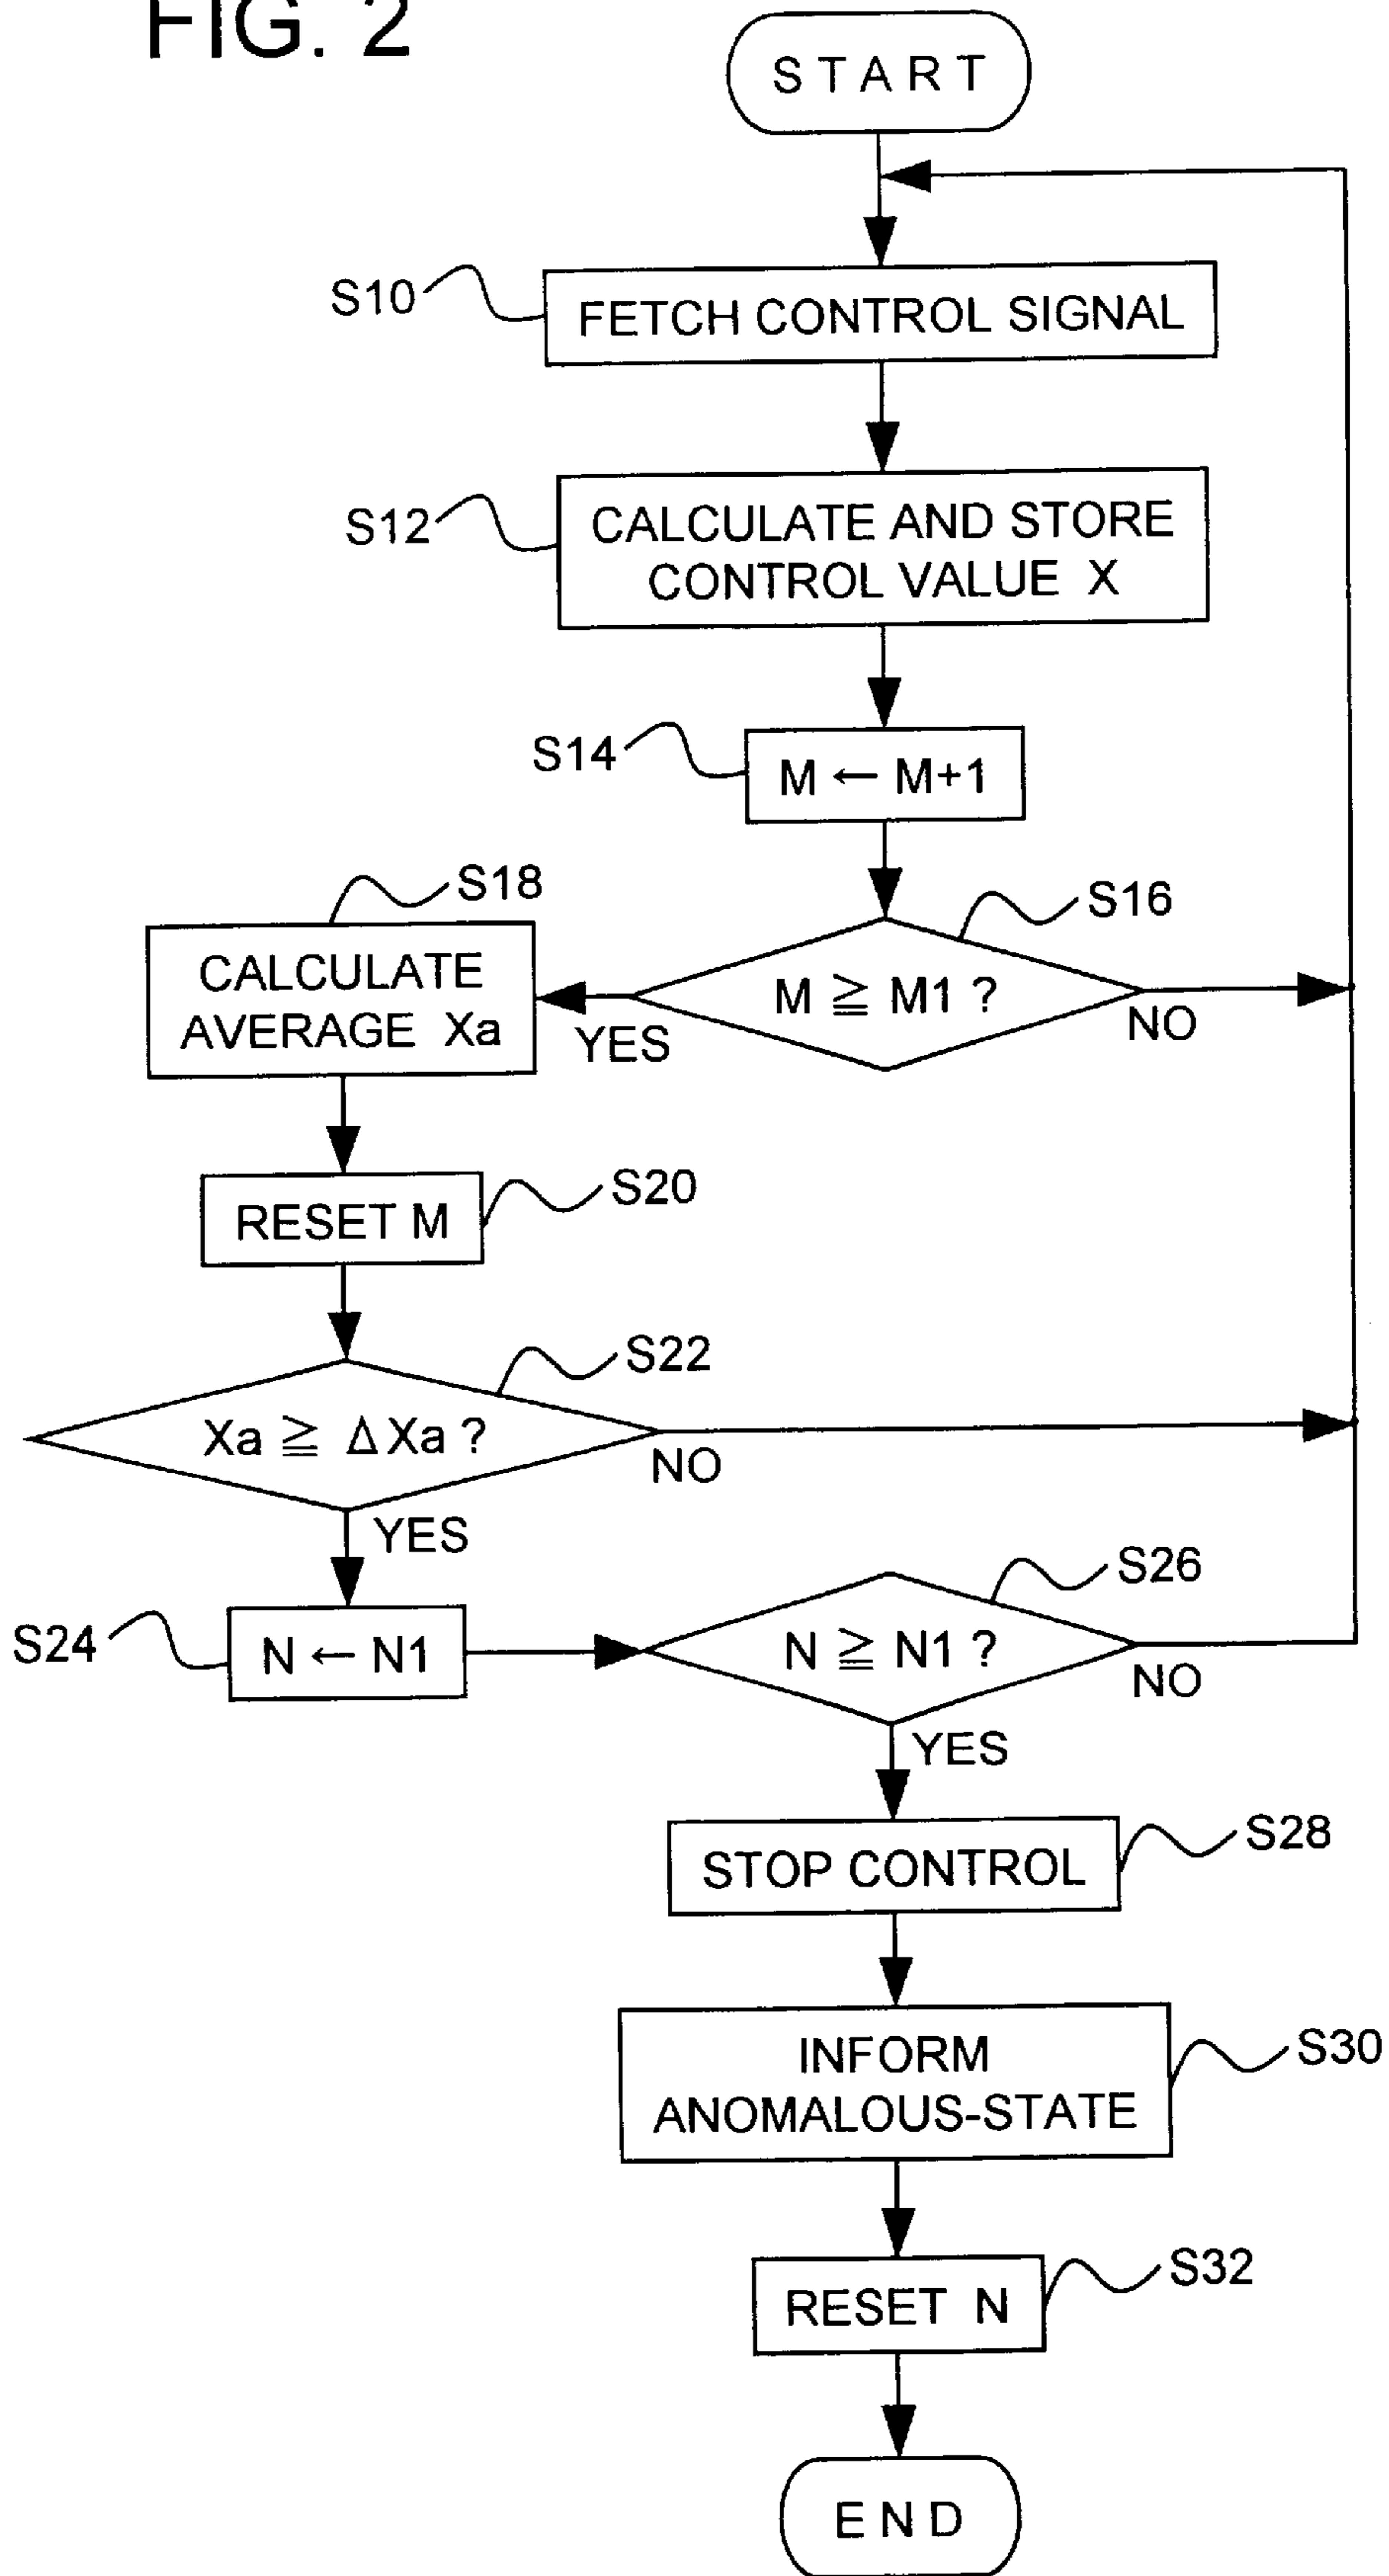 FIG. 2
START
S10
FETCH CONTROL SIGNAL
S12
CALCULATE AND STORE
CONTROL VALUE X
S14
M ← M+1
S16
M ≧ M1 ?
YES
NO
S18
CALCULATE
AVERAGE Xa
S20
RESET M
S22
Xa ≧ ΔXa ?
NO
YES
S24
N ← N1
S26
N ≧ N1 ?
NO
YES
S28
STOP CONTROL
S30
INFORM
ANOMALOUS-STATE
S32
RESET N
END